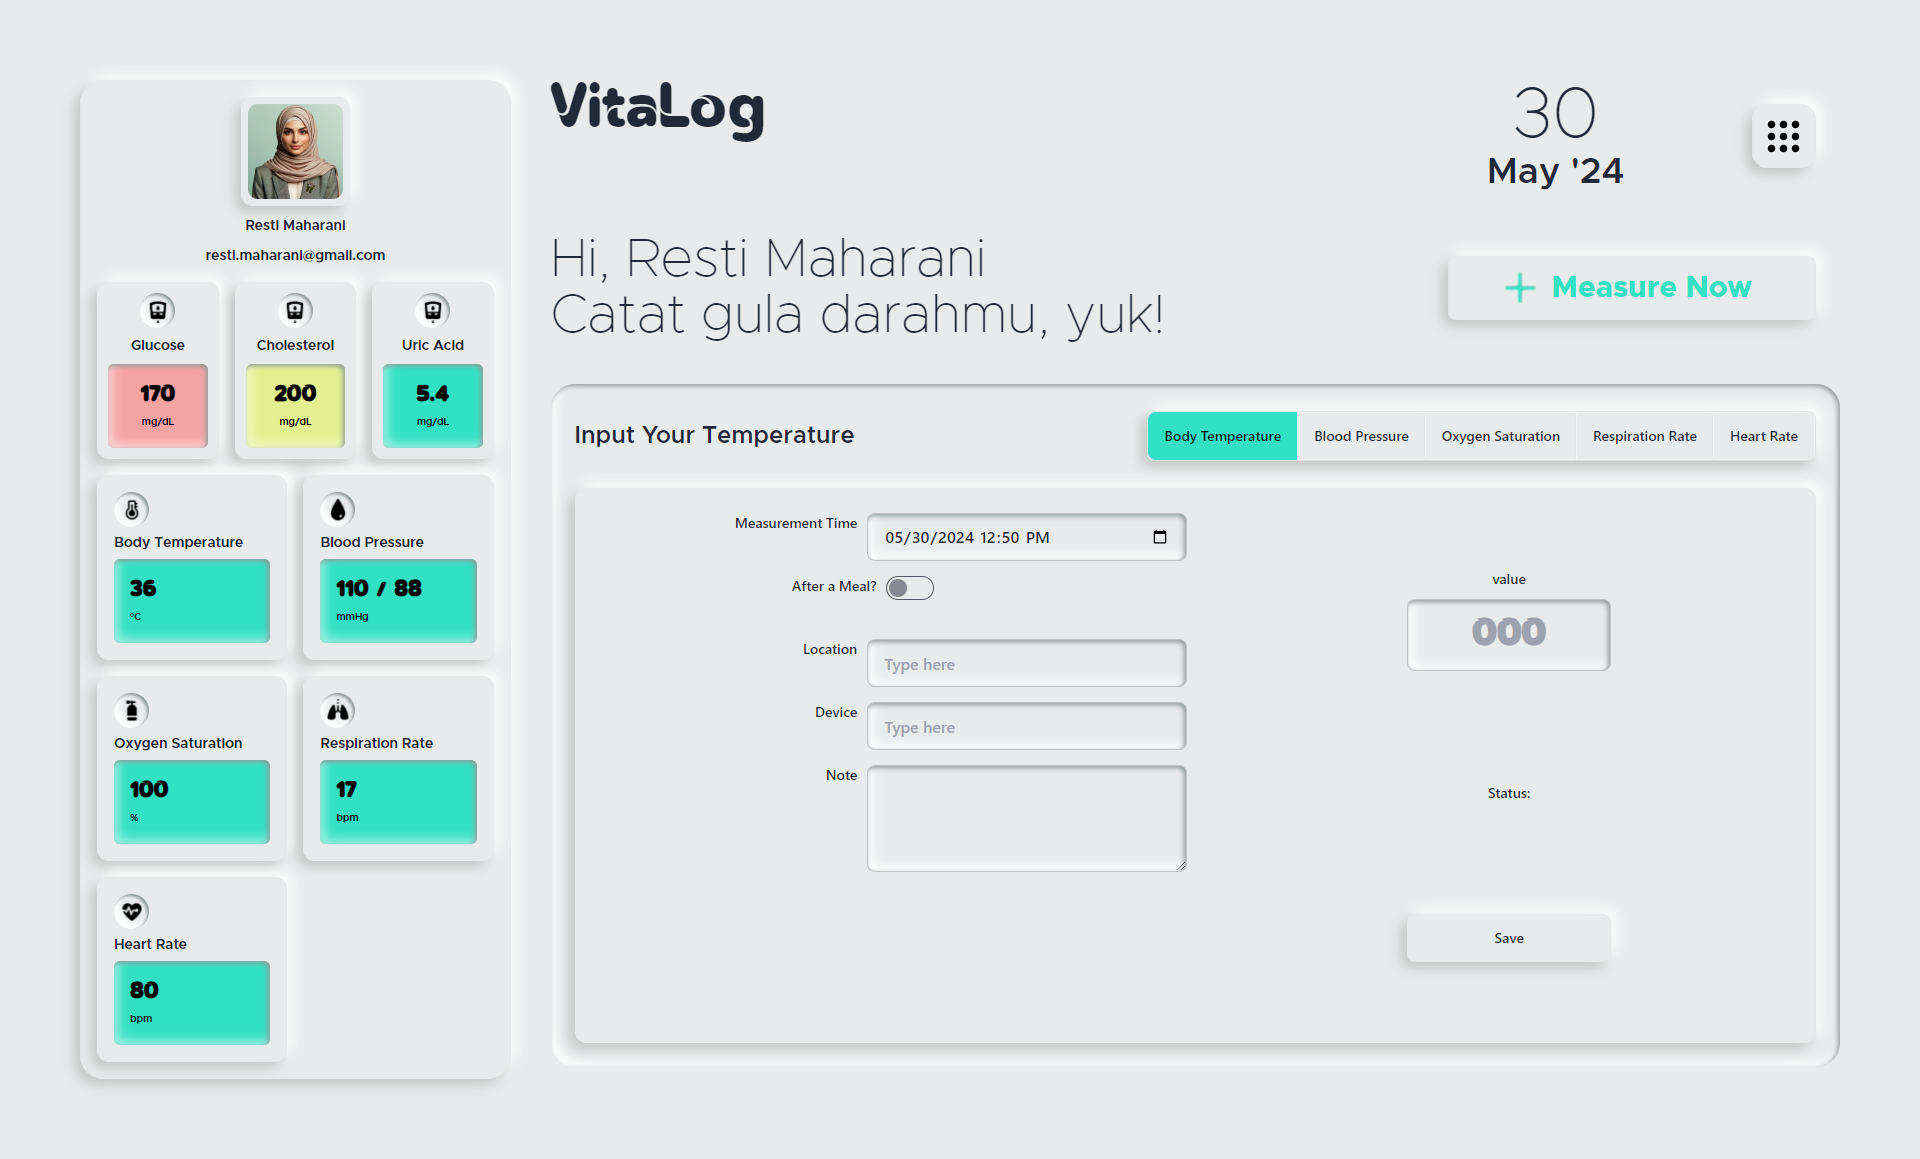 Resti Maharani
resti.maharani@gmail.com
Glucose
170
mg/dL
Cholesterol
200
mg/dL
Uric Acid
5.4
mg/dL
Body Temperature
36
°C
Blood Pressure
110 / 88
mmHg
Oxygen Saturation
100
%
Respiration Rate
17
bpm
Heart Rate
80
bpm
VitaLog
30
May '24
Hi, Resti Maharani
Catat gula darahmu, yuk!
+ Measure Now
Input Your Temperature
Body Temperature
Blood Pressure
Oxygen Saturation
Respiration Rate
Heart Rate
Measurement Time
05/30/2024 12:50 PM
After a Meal?
Location
Type here
Device
Type here
Note
value
000
Status:
Save